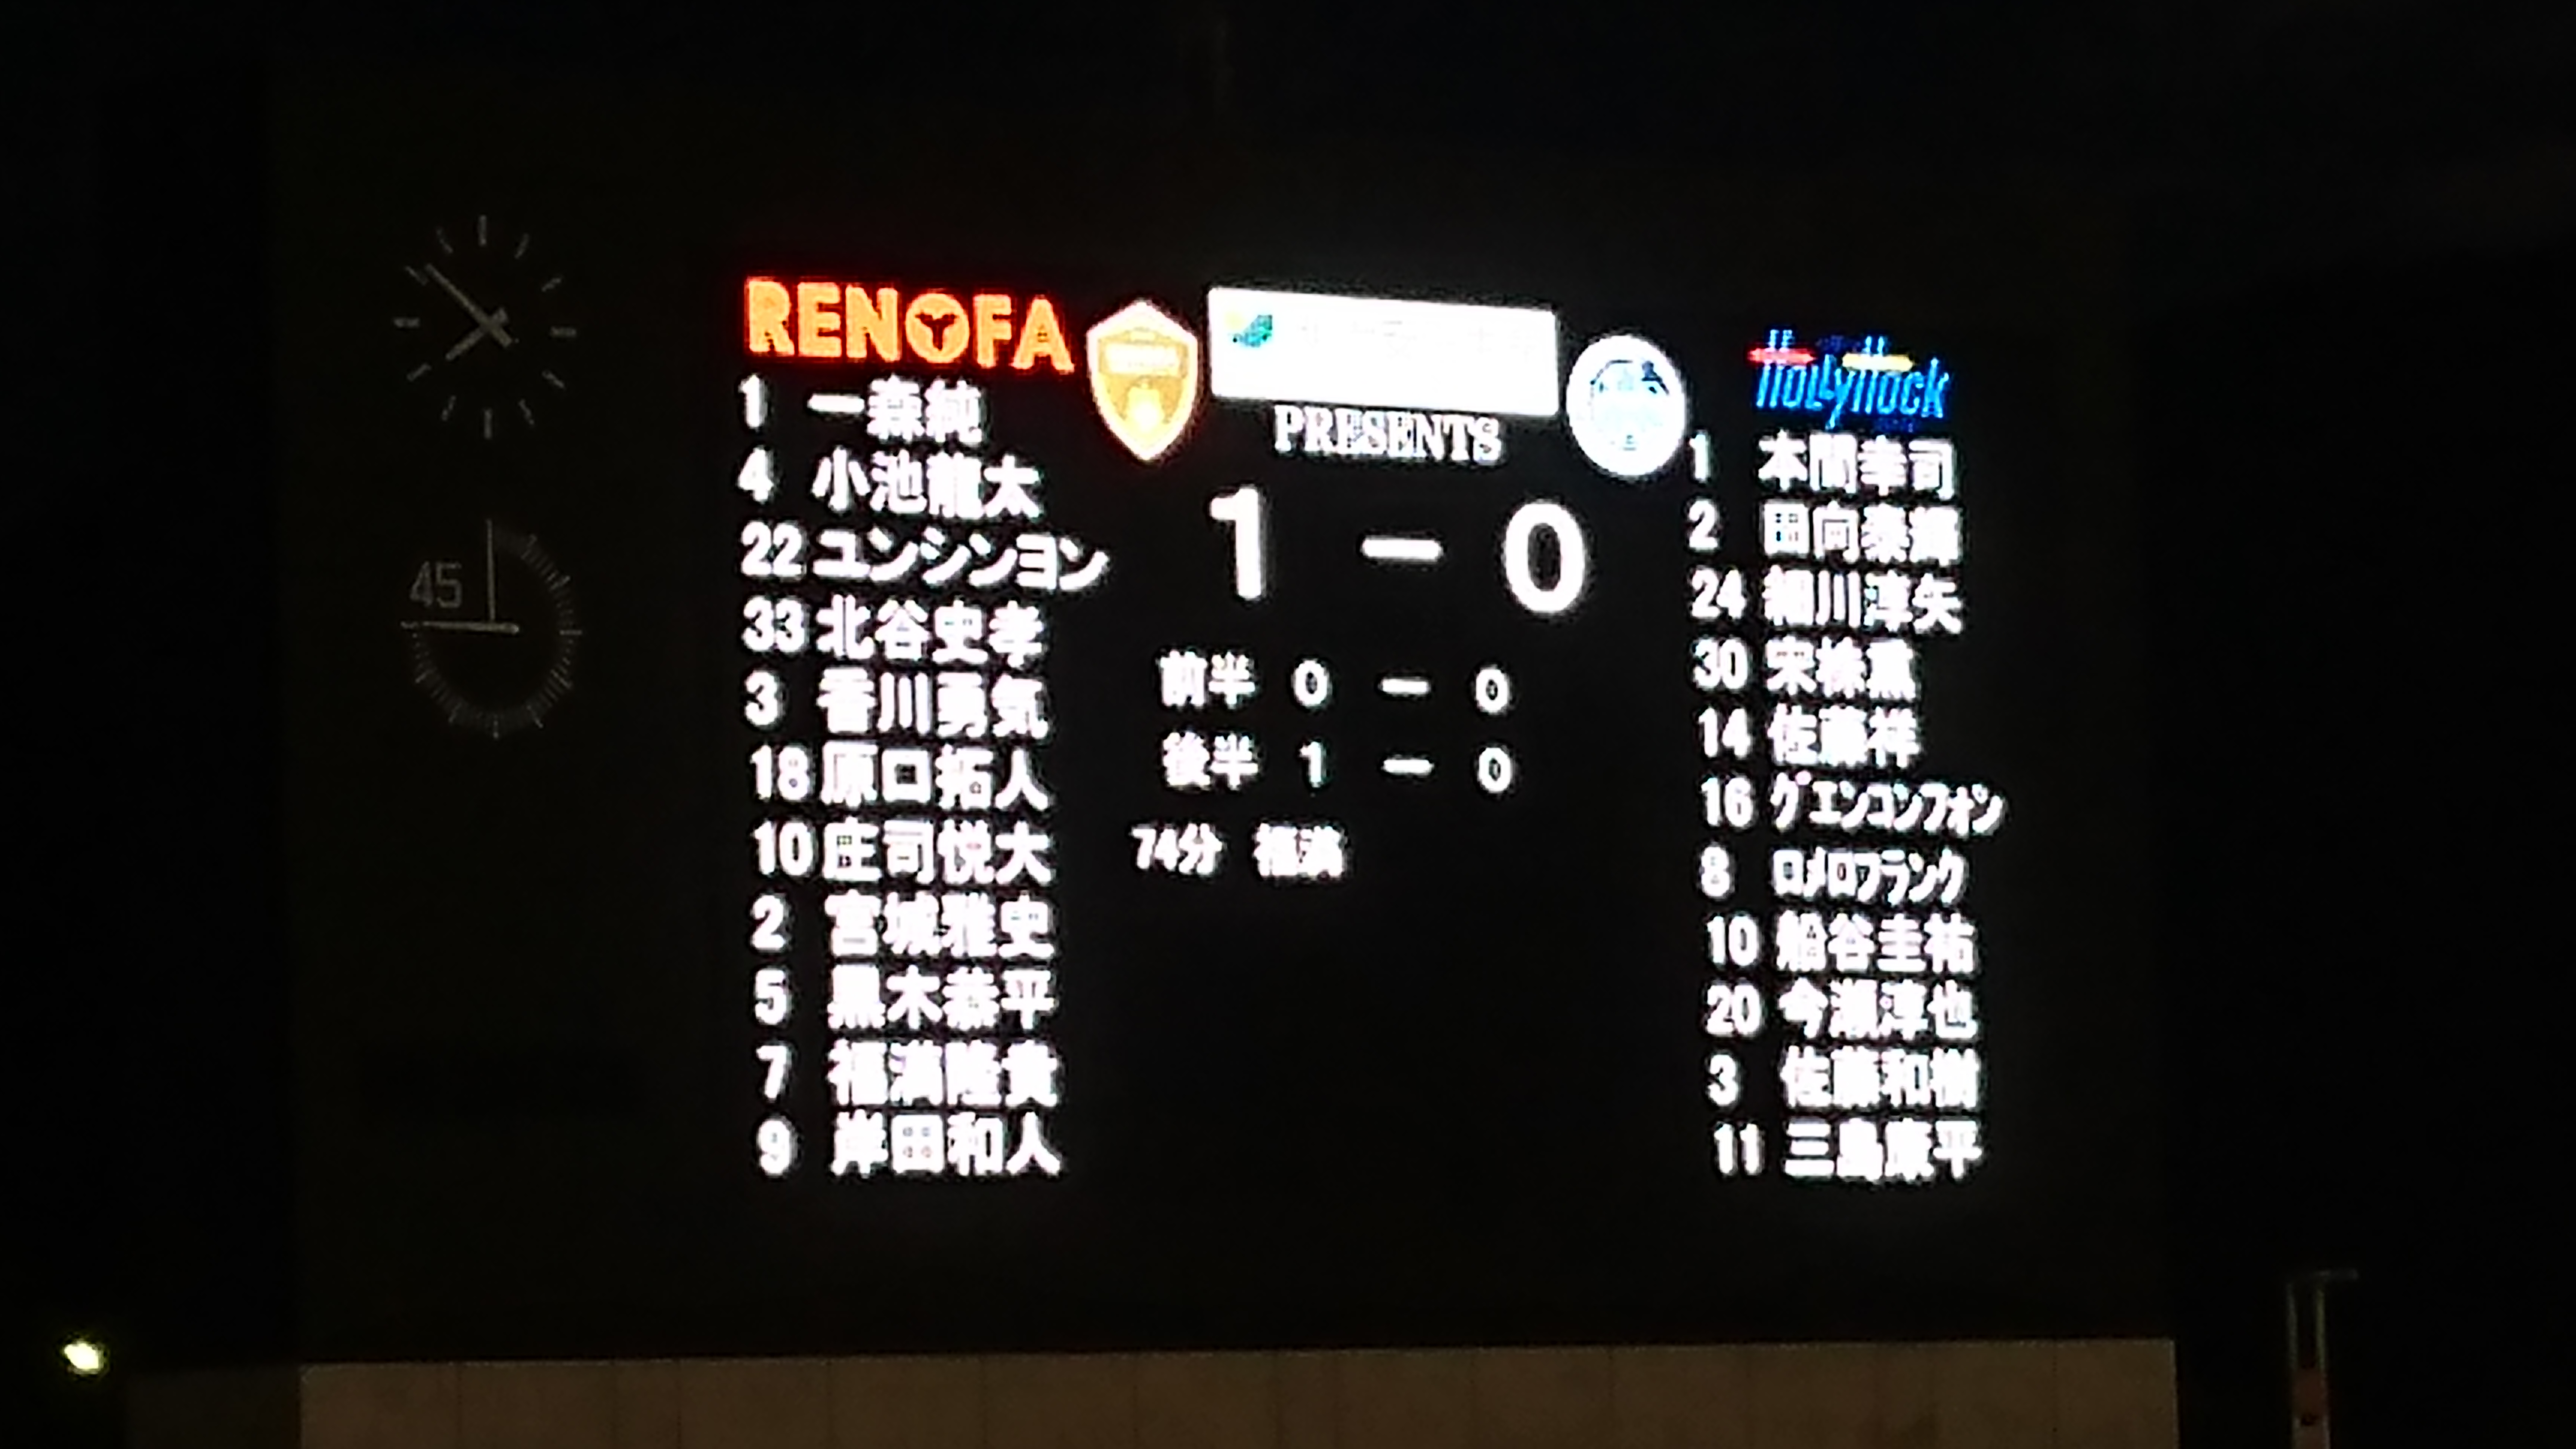 RENOFA
1 一森純
4 小池龍太
22 ユンシンヨン
33 北谷史孝
3 香川勇気
18 原口拓人
10 庄司悦大
2 宮城雅史
5 黒木恭平
7 福満隆貴
9 岸田和人
PRESENTS
1 － 0
前半 0 － 0
後半 1 － 0
74分 福満
HollyHock
1 本間幸司
2 田向泰輝
24 細川淳矢
30 宋株熏
14 佐藤祥
16 グエンコンフォン
8 ロメロフランク
10 船谷圭祐
20 今瀬淳也
3 佐藤和樹
11 三島康平
45